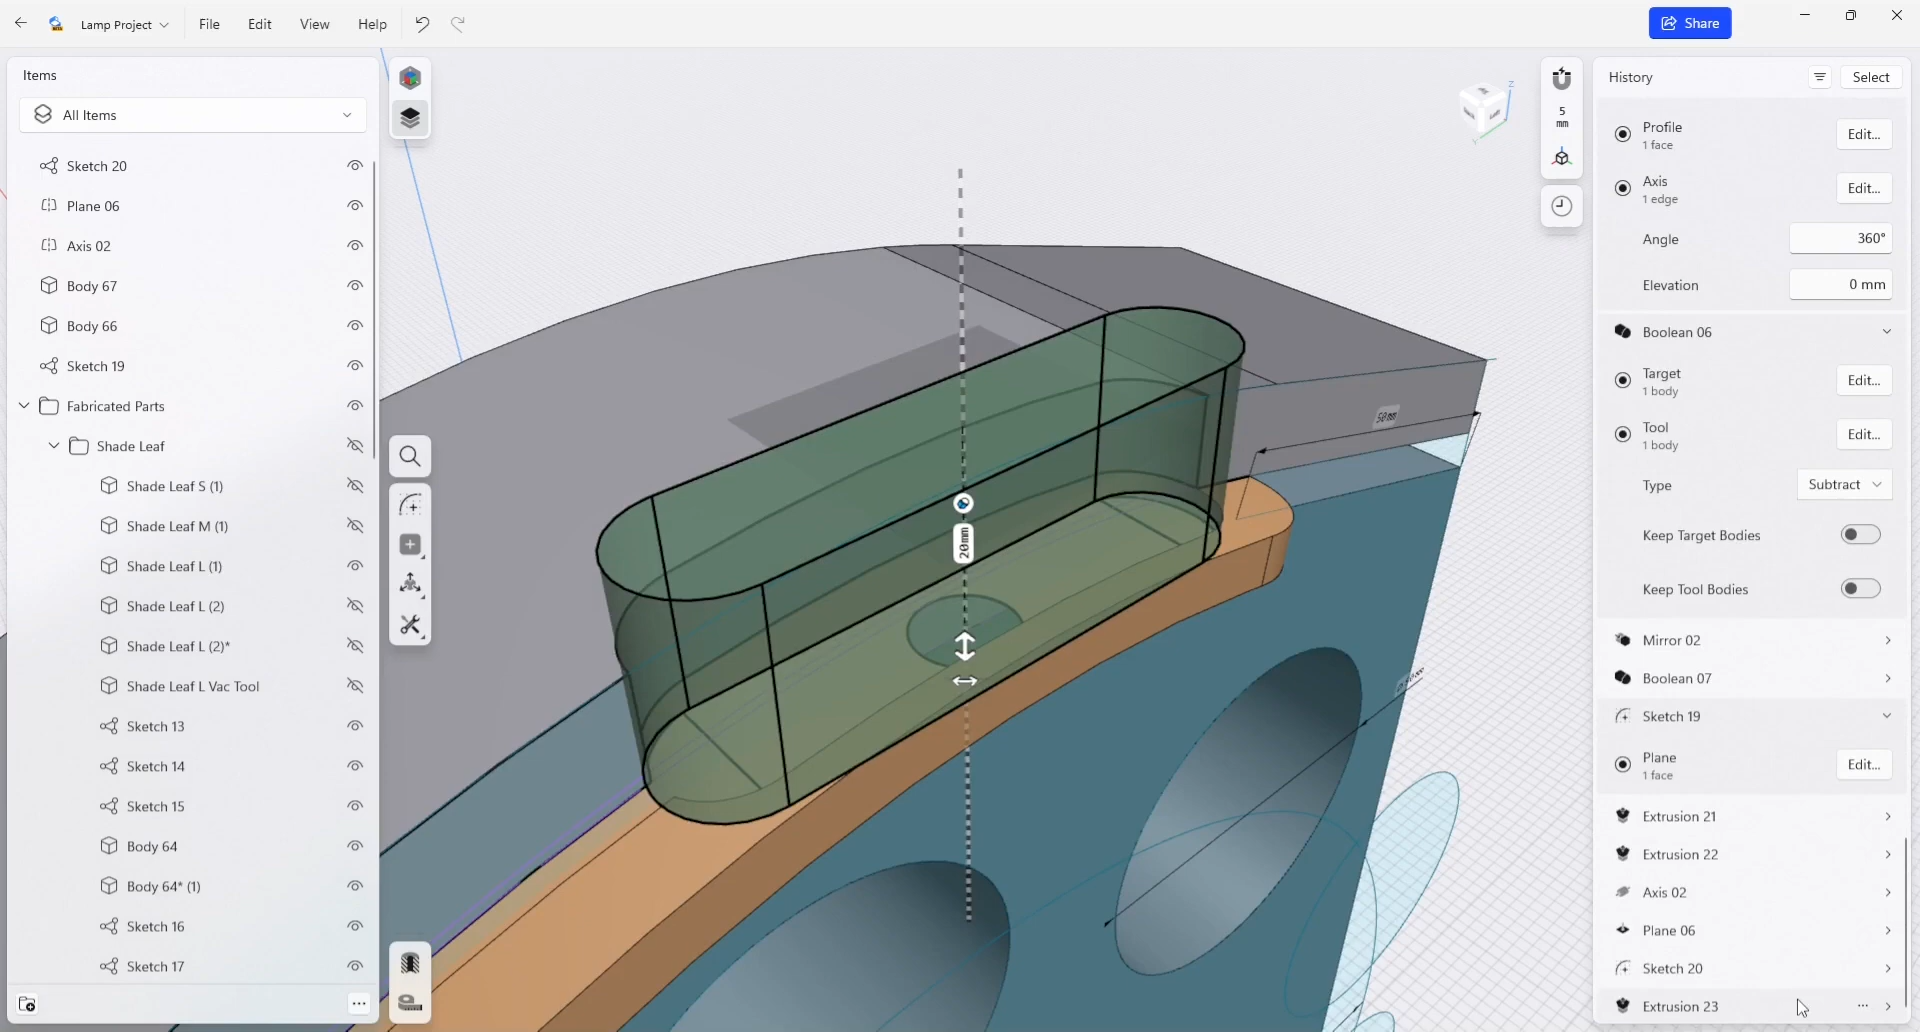 Lamp Project
File
Edit
View
Help
Share
Items
All Items
Sketch 20
Plane 06
Axis 02
Body 67
Body 66
Sketch 19
Fabricated Parts
Shade Leaf
Shade Leaf S (1)
Shade Leaf M (1)
Shade Leaf L (1)
Shade Leaf L (2)
Shade Leaf L (2)*
Shade Leaf L Vac Tool
Sketch 13
Sketch 14
Sketch 15
Body 64
Body 64* (1)
Sketch 16
Sketch 17
20mm
50mm
Z
Y
5
mm
History
Select
Profile
1 face
Edit...
Axis
1 edge
Edit...
Angle
360°
Elevation
0 mm
Boolean 06
Target
1 body
Edit...
Tool
1 body
Edit...
Type
Subtract
Keep Target Bodies
Keep Tool Bodies
Mirror 02
Boolean 07
Sketch 19
Plane
1 face
Edit...
Extrusion 21
Extrusion 22
Axis 02
Plane 06
Sketch 20
Extrusion 23